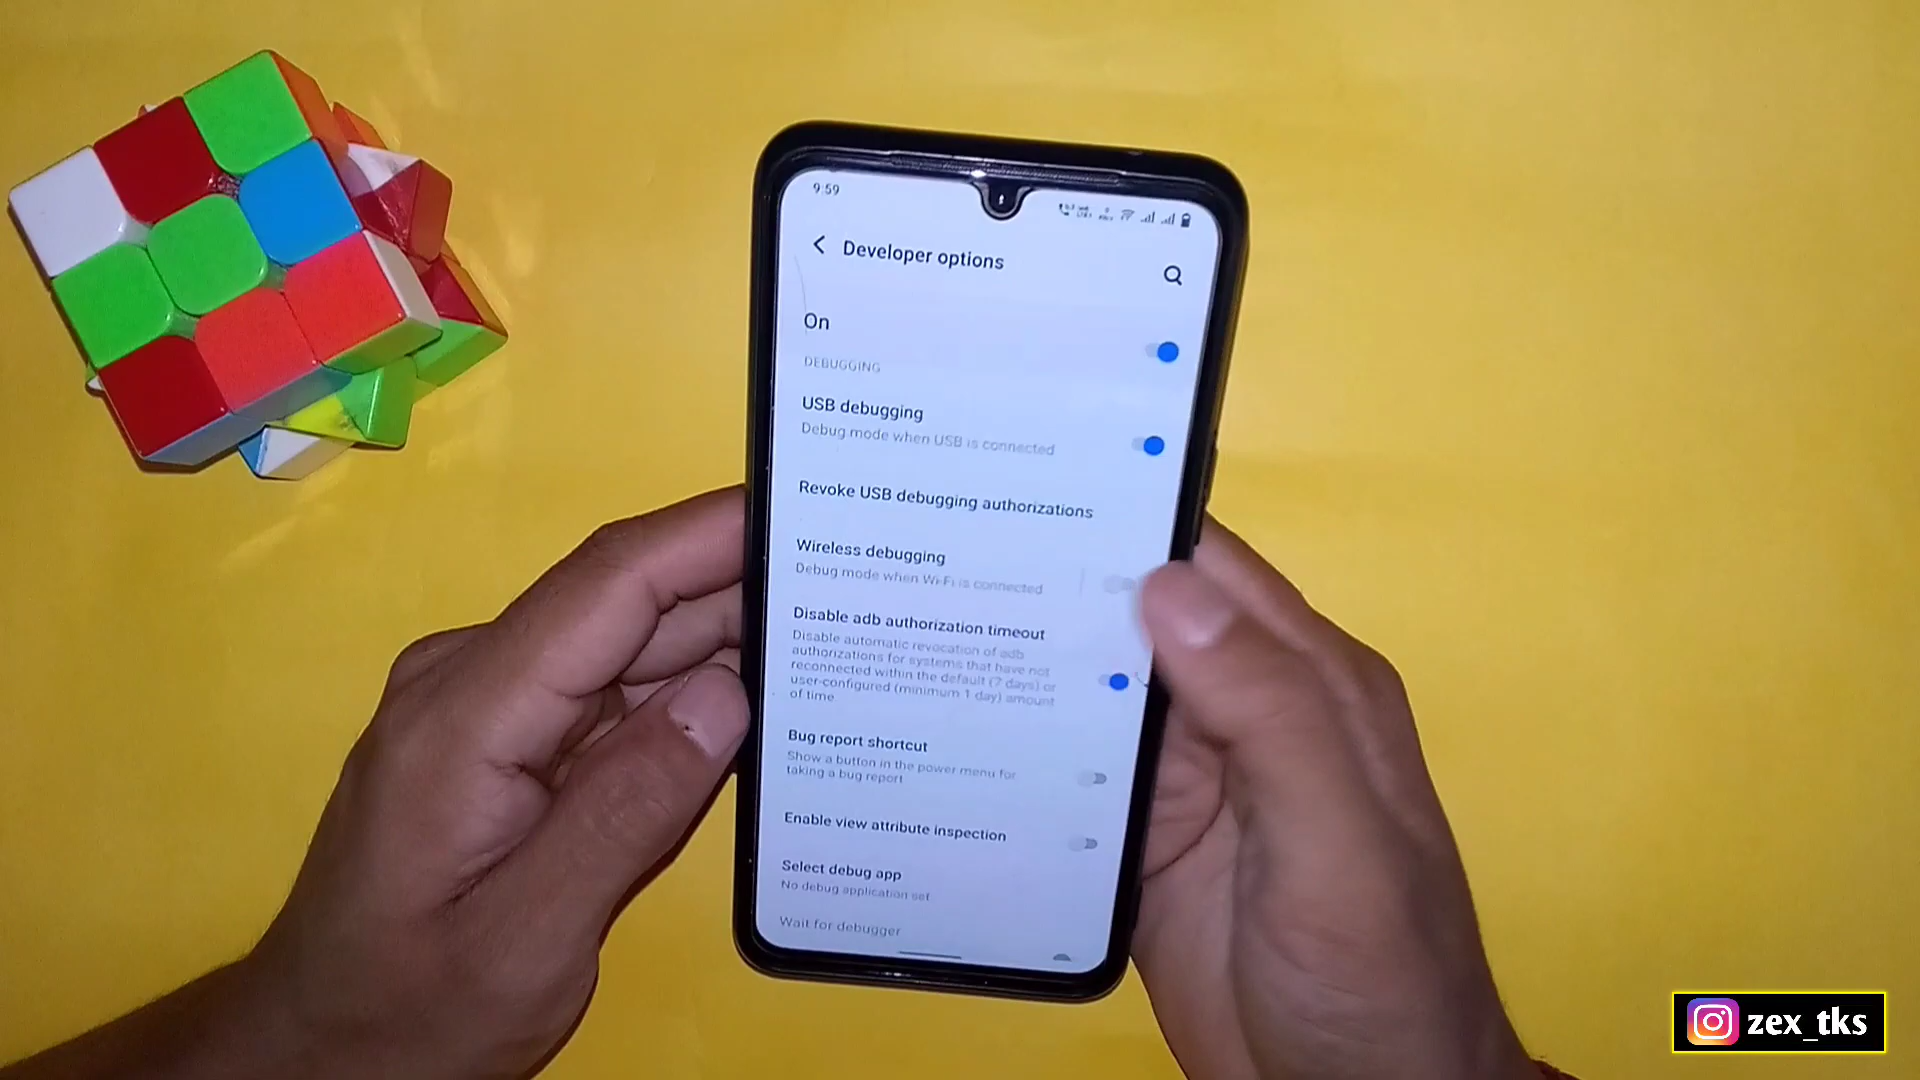 9:59
Developer options
On
DEBUGGING
USB debugging
Debug mode when USB is connected
Revoke USB debugging authorizations
Wireless debugging
Debug mode when Wi-Fi is connected
Disable adb authorization timeout
Disable automatic revocation of adb
authorizations for systems that have not
reconnected within the default (7 days) or
user-configured (minimum 1 day) amount
of time
Bug report shortcut
Show a button in the power menu for
taking a bug report
Enable view attribute inspection
Select debug app
No debug application set
Wait for debugger
zex_tks